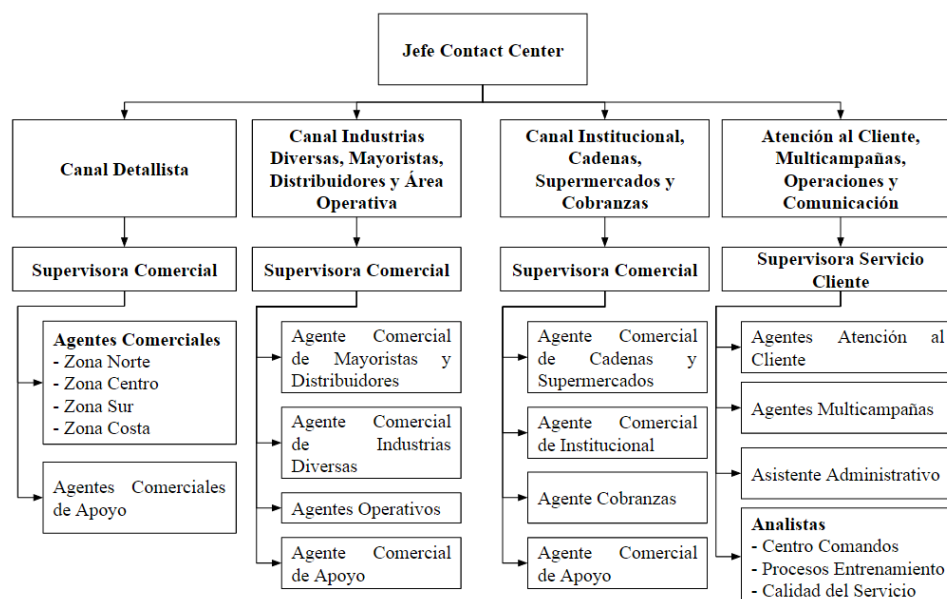 Jefe Contact Center
Canal Detallista
Canal Industrias
Diversas, Mayoristas,
Distribuidores y Área
Operativa
Canal Institucional,
Cadenas,
Supermercados y
Cobranzas
Atención al Cliente,
Multicampañas,
Operaciones y
Comunicación
Supervisora Comercial
Supervisora Comercial
Supervisora Comercial
Supervisora Servicio
Cliente
Agentes Comerciales
- Zona Norte
- Zona Centro
- Zona Sur
- Zona Costa
Agentes Comerciales
de Apoyo
Agente Comercial
de Mayoristas y
Distribuidores
Agente Comercial
de Industrias
Diversas
Agentes Operativos
Agente Comercial
de Apoyo
Agente Comercial
de Cadenas y
Supermercados
Agente Comercial
de Institucional
Agente Cobranzas
Agente Comercial
de Apoyo
Agentes Atención al
Cliente
Agentes Multicampañas
Asistente Administrativo
Analistas
- Centro Comandos
- Procesos Entrenamiento
- Calidad del Servicio